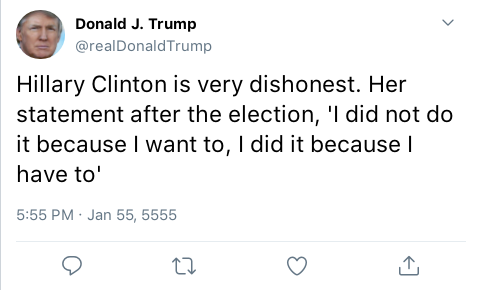 Donald J. Trump
@realDonaldTrump
Hillary Clinton is very dishonest. Her
statement after the election, 'I did not do
it because I want to, I did it because I
have to'
5:55 PM · Jan 55, 5555